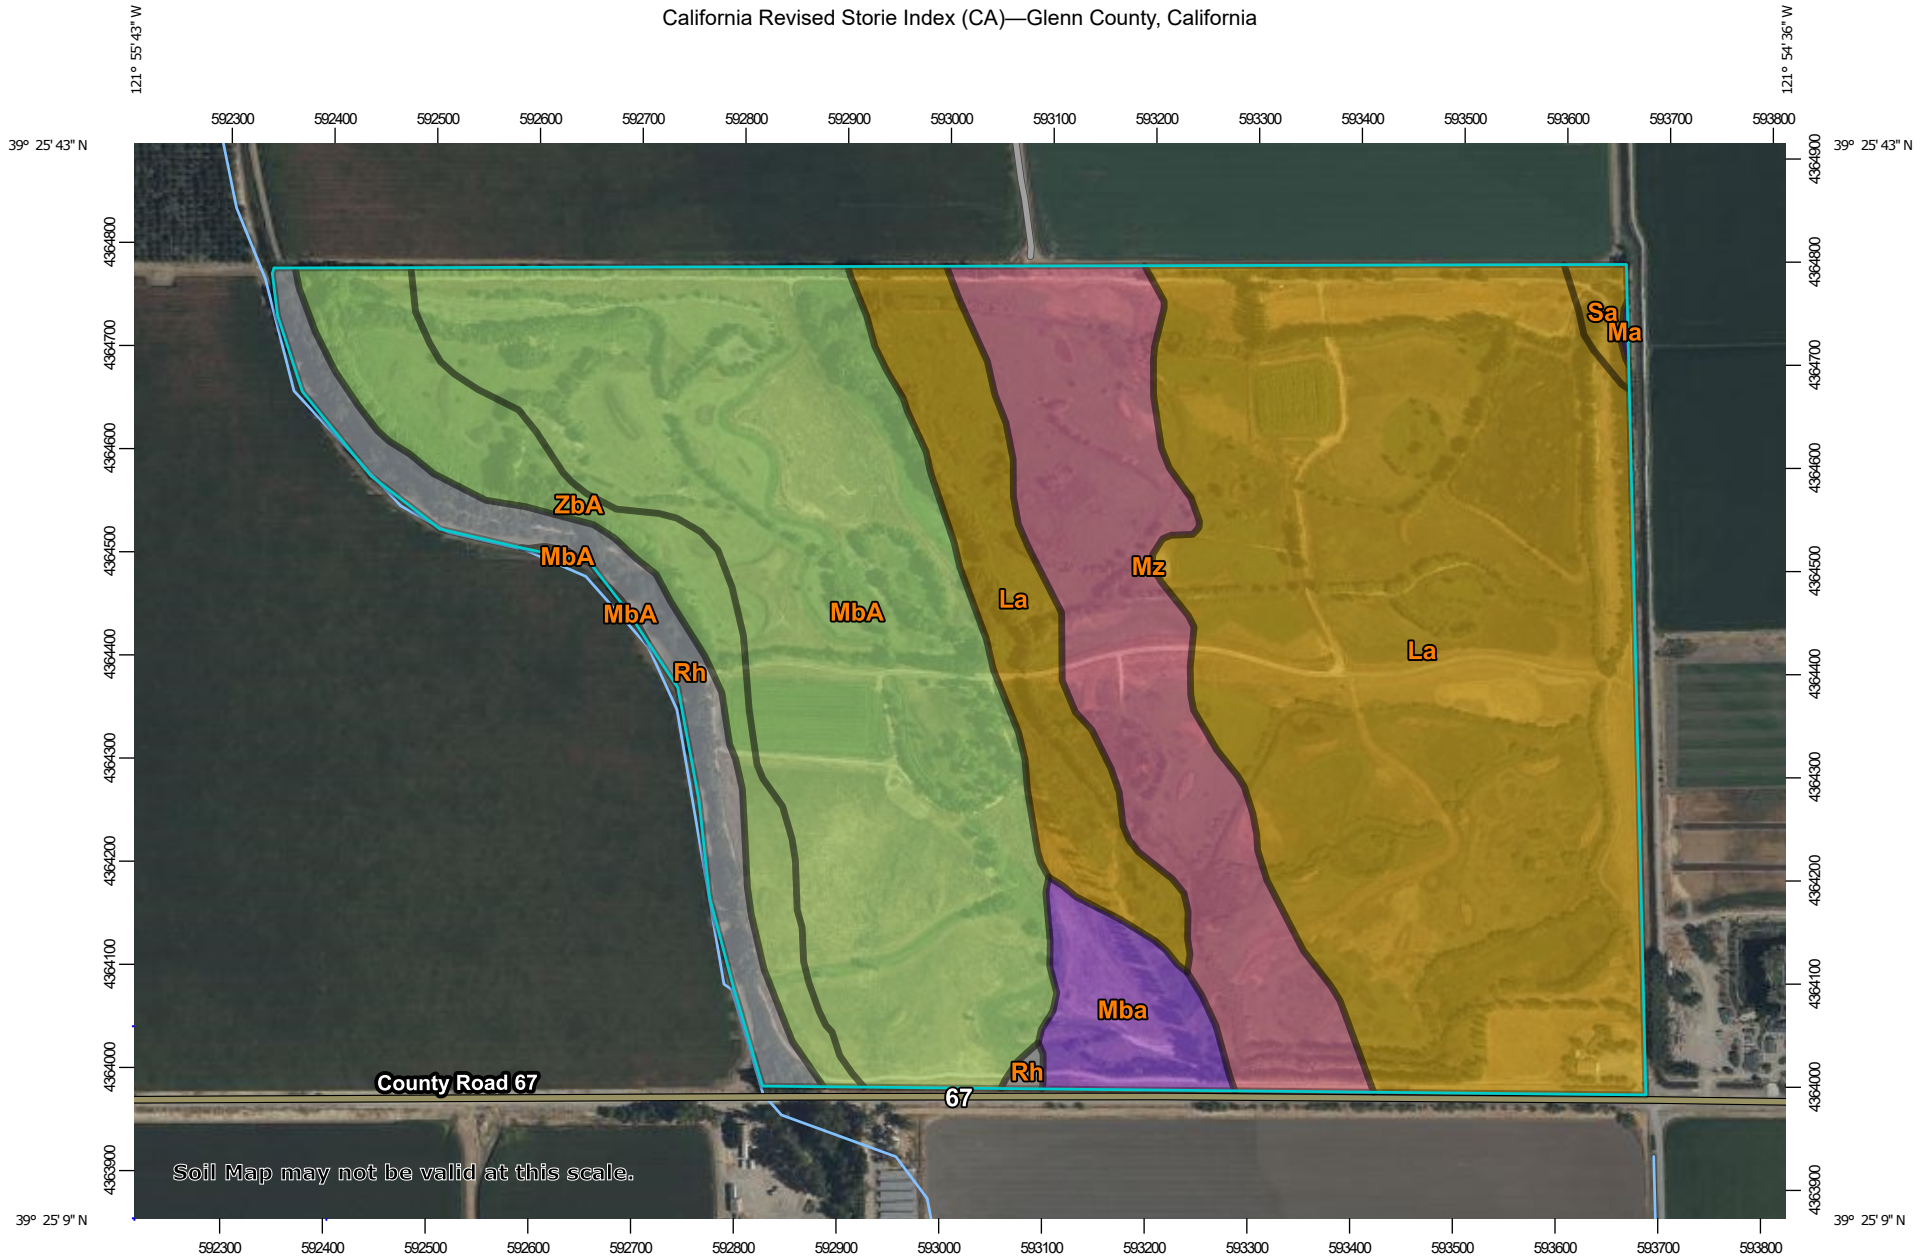 California Revised Storie Index (CA)—Glenn County, California
121° 55' 43" W
121° 54' 36" W
592300 592400 592500 592600 592700 592800 592900 593000 593100 593200 593300 593400 593500 593600 593700 593800
39° 25' 43" N
39° 25' 43" N
4364900
4364800
4364800
Sa
Ma
4364700
4364700
4364600
4364600
ZbA
MbA
4364500
4364500
Mz
La
MbA
MbA
La
Rh
4364400
4364400
4364300
4364300
4364200
4364200
4364100
4364100
Mba
Rh
4364000
4364000
County Road 67
67
Soil Map may not be valid at this scale.
4363900
4363900
39° 25' 9" N
39° 25' 9" N
592300 592400 592500 592600 592700 592800 592900 593000 593100 593200 593300 593400 593500 593600 593700 593800